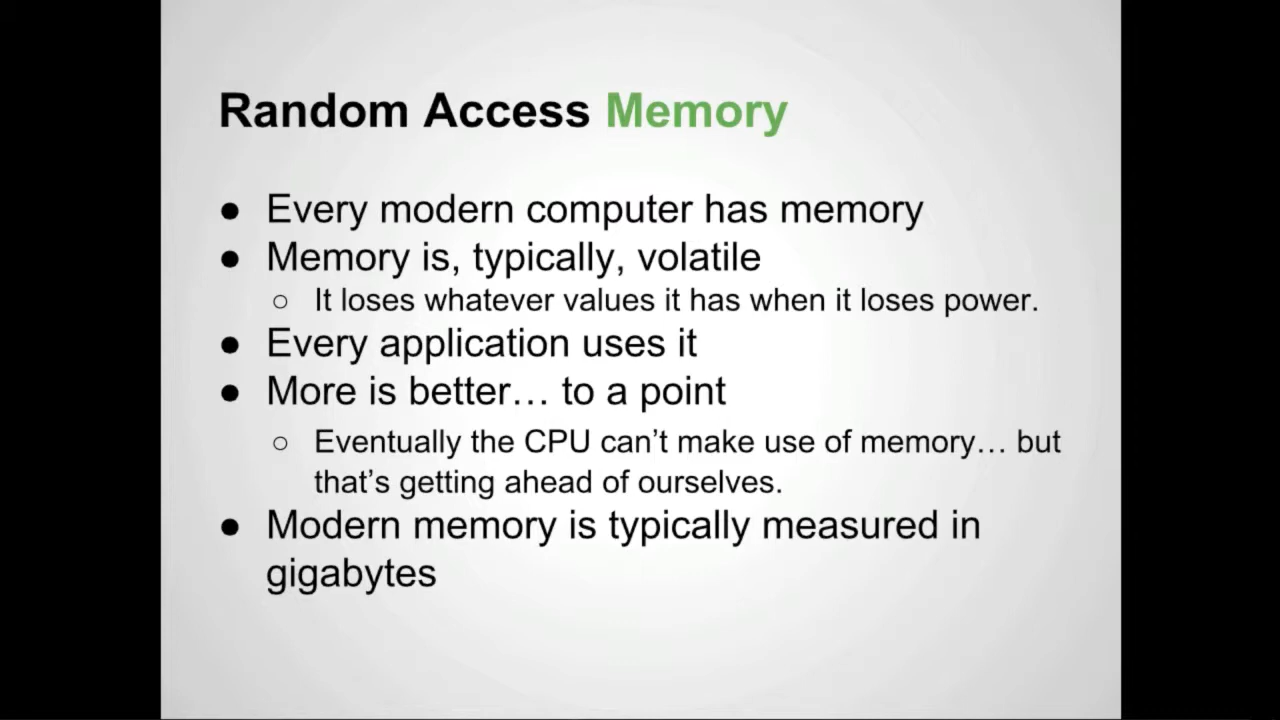 Random Access Memory
● Every modern computer has memory
● Memory is, typically, volatile
○ It loses whatever values it has when it loses power.
● Every application uses it
● More is better… to a point
○ Eventually the CPU can’t make use of memory… but
that’s getting ahead of ourselves.
● Modern memory is typically measured in
gigabytes